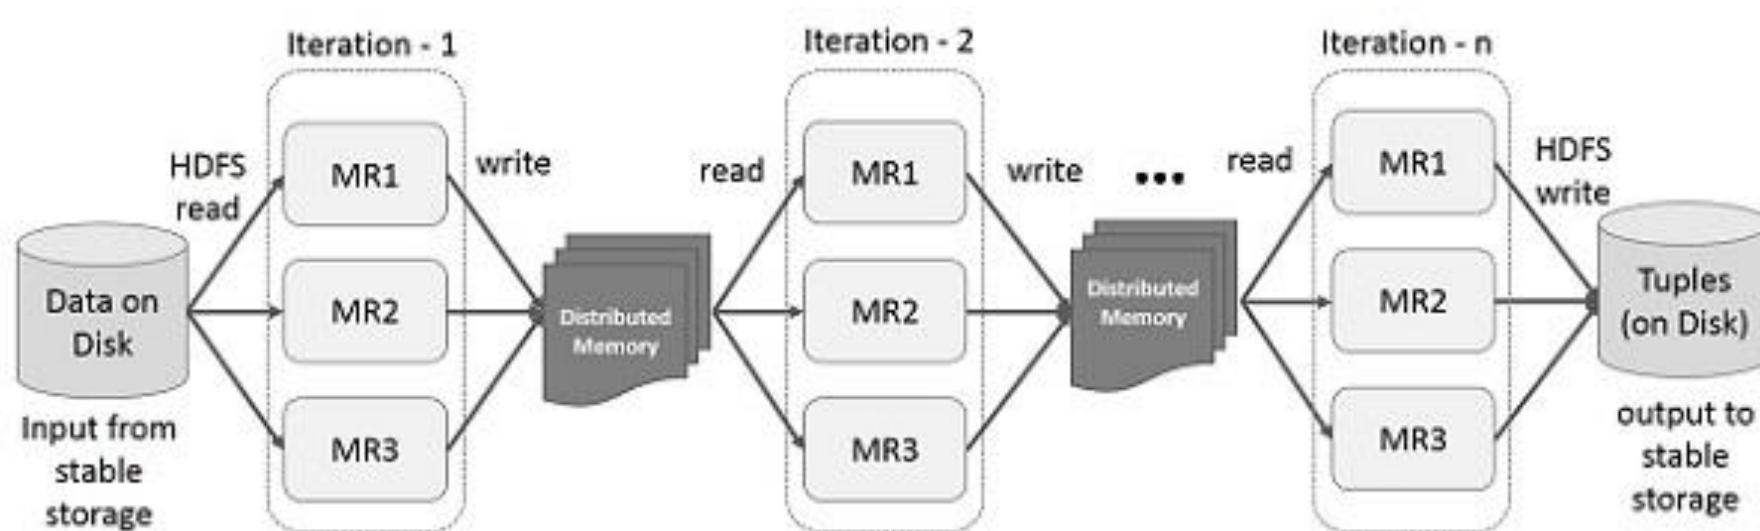 Iteration - 1
Iteration - 2
Iteration - n
HDFS
read
MR1
write
read
MR1
write
...
read
MR1
HDFS
write
Data on
Disk
MR2
Distributed
Memory
MR2
Distributed
Memory
MR2
Tuples
(on Disk)
Input from
stable
storage
MR3
MR3
MR3
output to
stable
storage